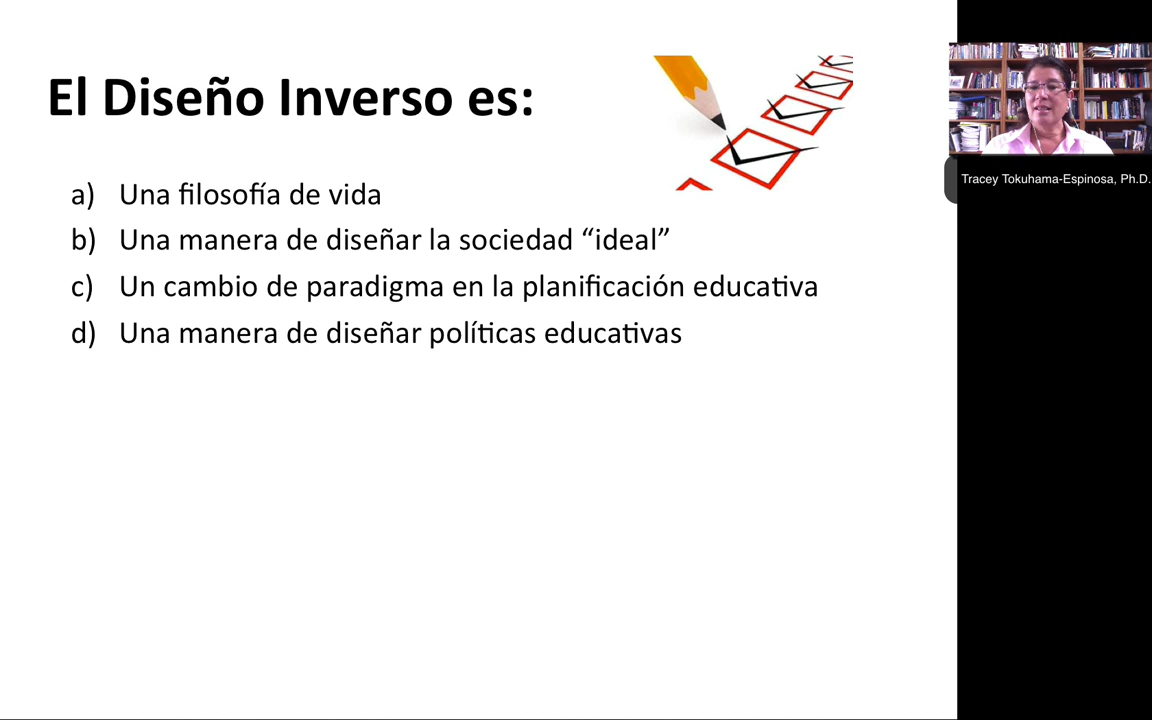 El Diseño Inverso es:
a) Una filosofía de vida
b) Una manera de diseñar la sociedad “ideal”
c) Un cambio de paradigma en la planificación educativa
d) Una manera de diseñar políticas educativas
Tracey Tokuhama-Espinosa, Ph.D.